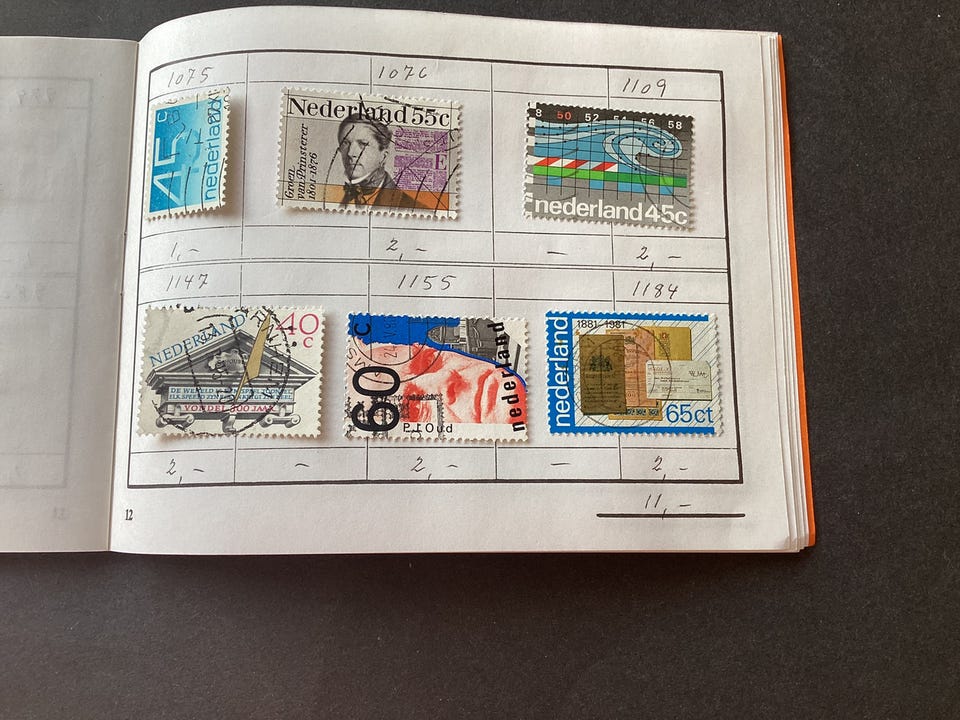 1075
1076
1109
45c
nederland
Nederland 55c
Groen
van Prinsterer
1801-1876
E
8 50 52 54 56 58
nederland 45c
1,-
2,-
-
2,-
1147
1155
1184
NEDERLAND
40
c
VONDEL 300 JAAR
60
c
P.J.Oud
nederland
1881-1981
nederland
65ct
2,-
-
2,-
-
2,-
11,-
12